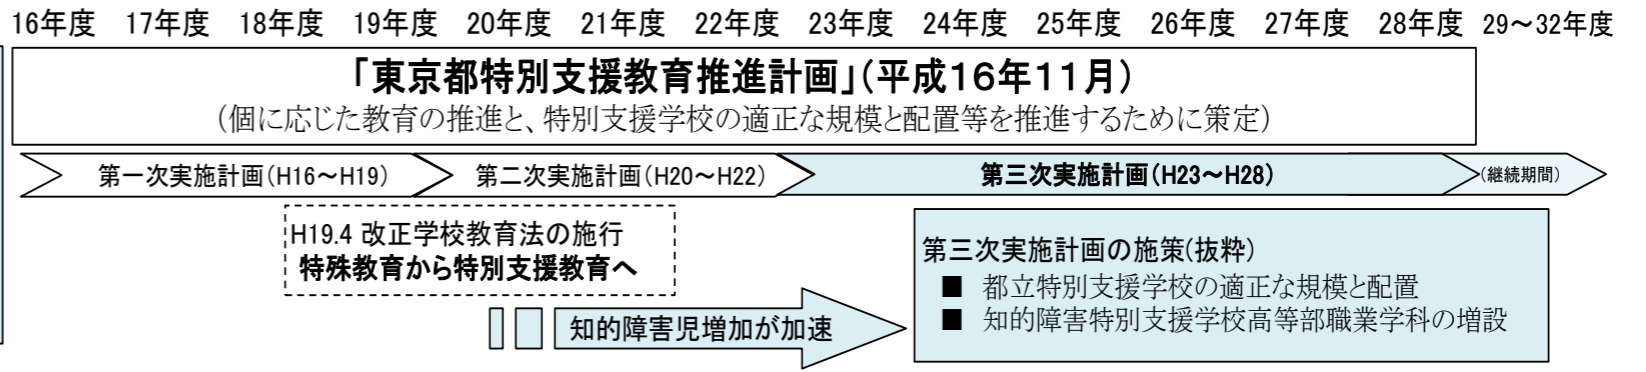 16年度 17年度 18年度 19年度 20年度 21年度 22年度 23年度 24年度 25年度 26年度 27年度 28年度 29～32年度
「東京都特別支援教育推進計画」(平成16年11月)
(個に応じた教育の推進と、特別支援学校の適正な規模と配置等を推進するために策定)
第一次実施計画(H16～H19) 第二次実施計画(H20～H22) 第三次実施計画(H23～H28) (継続期間)
H19.4 改正学校教育法の施行
特殊教育から特別支援教育へ
知的障害児増加が加速
第三次実施計画の施策(抜粋)
■ 都立特別支援学校の適正な規模と配置
■ 知的障害特別支援学校高等部職業学科の増設